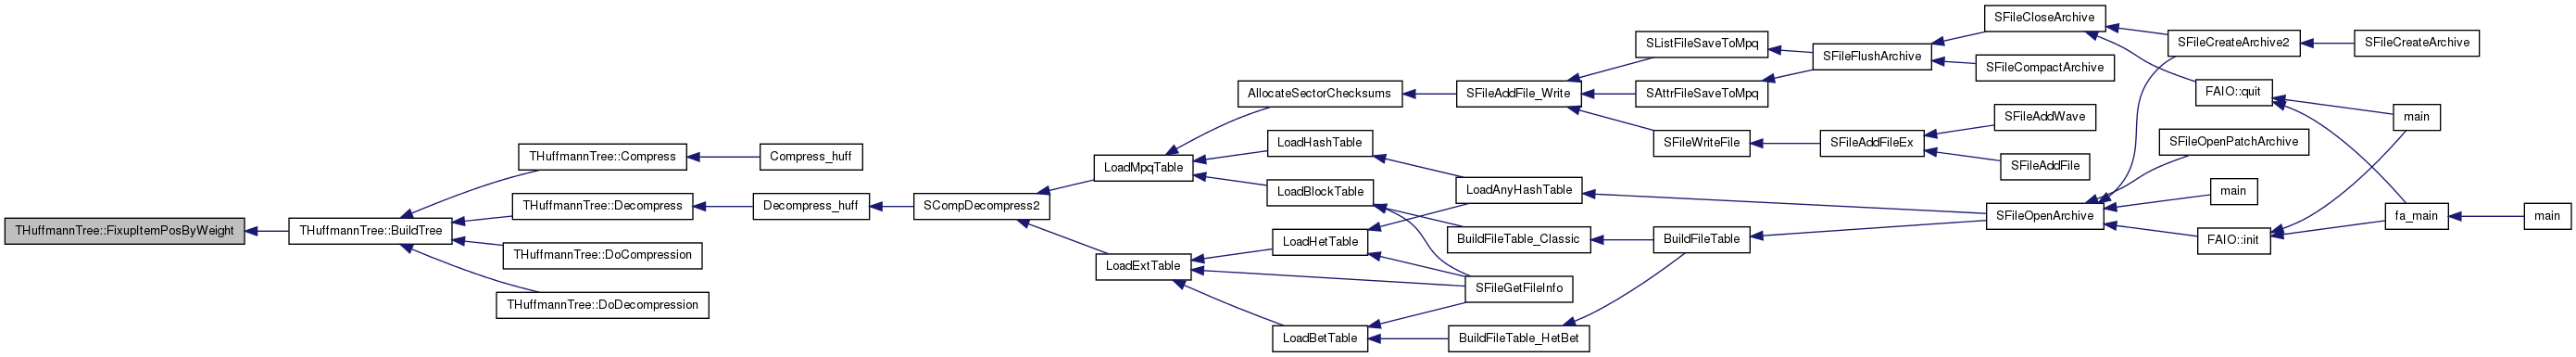 THuffmannTree::FixupItemPosByWeight
THuffmannTree::BuildTree
THuffmannTree::Compress
THuffmannTree::Decompress
THuffmannTree::DoCompression
THuffmannTree::DoDecompression
Compress_huff
Decompress_huff
SCompDecompress2
LoadMpqTable
LoadExtTable
AllocateSectorChecksums
LoadHashTable
LoadBlockTable
LoadHetTable
LoadBetTable
SFileAddFile_Write
LoadAnyHashTable
BuildFileTable_Classic
SFileGetFileInfo
BuildFileTable_HetBet
SListFileSaveToMpq
SAttrFileSaveToMpq
SFileWriteFile
BuildFileTable
SFileFlushArchive
SFileAddFileEx
SFileCloseArchive
SFileCompactArchive
SFileAddWave
SFileAddFile
SFileOpenArchive
SFileCreateArchive2
FAIO::quit
SFileOpenPatchArchive
main
FAIO::init
SFileCreateArchive
main
fa_main
main